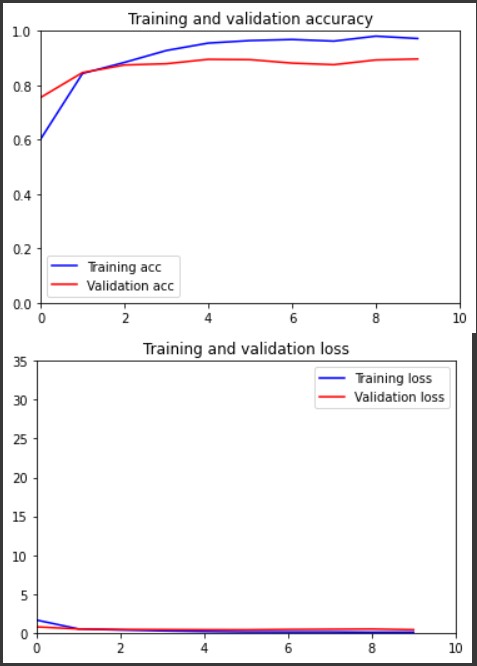 Training and validation accuracy
1.0
0.8
0.6
0.4
0.2
0.0
Training acc
Validation acc
0 2 4 6 8 10
Training and validation loss
35
30
25
20
15
10
5
0
Training loss
Validation loss
0 2 4 6 8 10